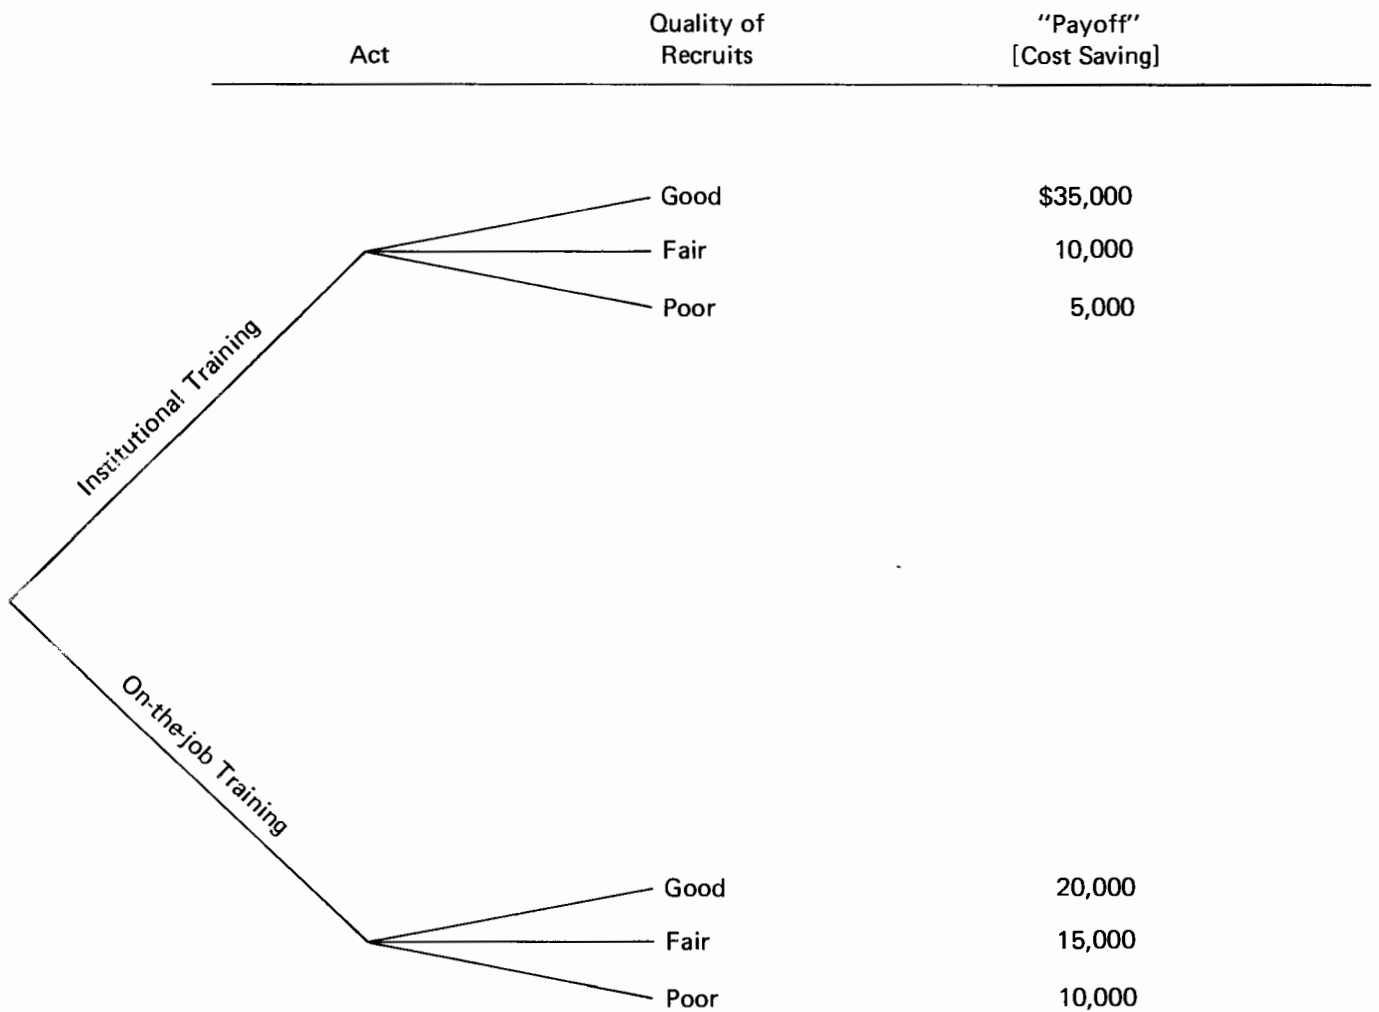 Act
Quality of
Recruits
"Payoff"
[Cost Saving]
Good $35,000
Fair 10,000
Poor 5,000
Institutional Training
On-the-job Training
Good 20,000
Fair 15,000
Poor 10,000